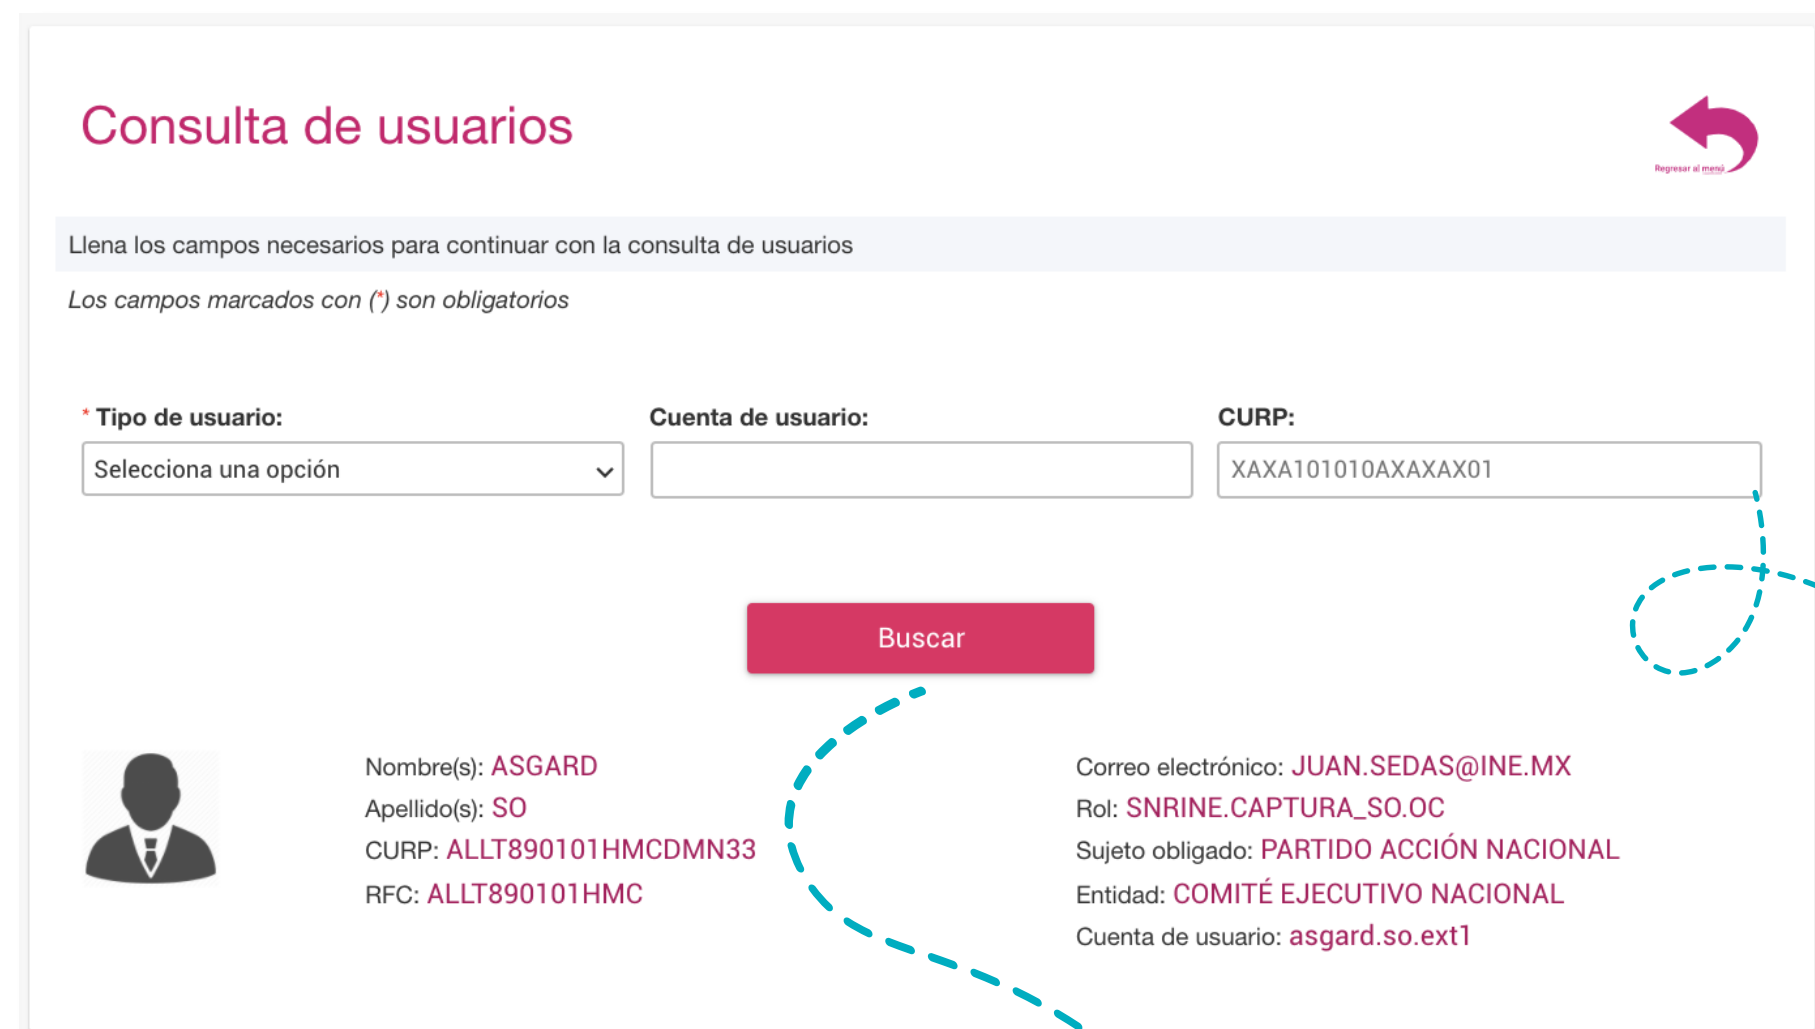 Consulta de usuarios
Regresar al menú
Llena los campos necesarios para continuar con la consulta de usuarios
Los campos marcados con (*) son obligatorios
* Tipo de usuario: Cuenta de usuario: CURP:
Selecciona una opción XAXA101010AXAXAX01
Buscar
Nombre(s): ASGARD
Apellido(s): SO
CURP: ALLT890101HMCDMN33
RFC: ALLT890101HMC
Correo electrónico: JUAN.SEDAS@INE.MX
Rol: SNRINE.CAPTURA_SO.OC
Sujeto obligado: PARTIDO ACCIÓN NACIONAL
Entidad: COMITÉ EJECUTIVO NACIONAL
Cuenta de usuario: asgard.so.ext1